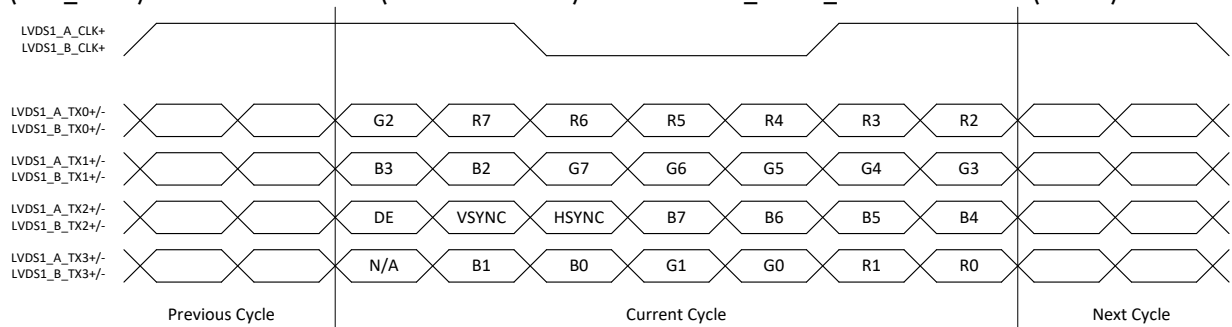 LVDS1_A_CLK+
LVDS1_B_CLK+
LVDS1_A_TX0+/-
LVDS1_B_TX0+/-
G2 R7 R6 R5 R4 R3 R2
LVDS1_A_TX1+/-
LVDS1_B_TX1+/-
B3 B2 G7 G6 G5 G4 G3
LVDS1_A_TX2+/-
LVDS1_B_TX2+/-
DE VSYNC HSYNC B7 B6 B5 B4
LVDS1_A_TX3+/-
LVDS1_B_TX3+/-
N/A B1 B0 G1 G0 R1 R0
Previous Cycle Current Cycle Next Cycle